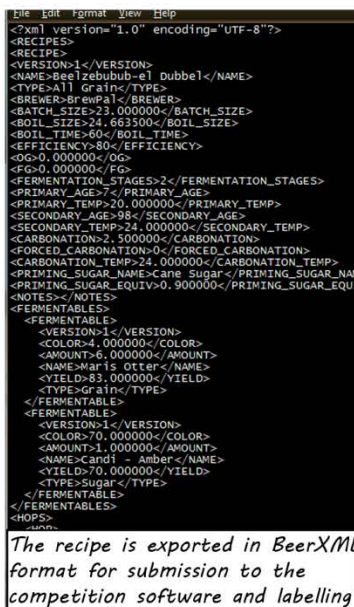 File Edit Format View Help
<?xml version="1.0" encoding="UTF-8"?>
<RECIPES>
<RECIPE>
<VERSION>1</VERSION>
<NAME>Beelzebubub-el Dubbel</NAME>
<TYPE>All Grain</TYPE>
<BREWER>BrewPal</BREWER>
<BATCH_SIZE>23.000000</BATCH_SIZE>
<BOIL_SIZE>24.663500</BOIL_SIZE>
<BOIL_TIME>60</BOIL_TIME>
<EFFICIENCY>80</EFFICIENCY>
<OG>0.000000</OG>
<FG>0.000000</FG>
<FERMENTATION_STAGES>2</FERMENTATION_STAGES>
<PRIMARY_AGE>7</PRIMARY_AGE>
<PRIMARY_TEMP>20.000000</PRIMARY_TEMP>
<SECONDARY_AGE>98</SECONDARY_AGE>
<SECONDARY_TEMP>24.000000</SECONDARY_TEMP>
<CARBONATION>2.500000</CARBONATION>
<FORCED_CARBONATION>0</FORCED_CARBONATION>
<CARBONATION_TEMP>24.000000</CARBONATION_TEMP>
<PRIMING_SUGAR_NAME>Cane Sugar</PRIMING_SUGAR_NA
<PRIMING_SUGAR_EQUIV>0.900000</PRIMING_SUGAR_EQU
<NOTES></NOTES>
<FERMENTABLES>
<FERMENTABLE>
<VERSION>1</VERSION>
<COLOR>4.000000</COLOR>
<AMOUNT>6.000000</AMOUNT>
<NAME>Maris Otter</NAME>
<YIELD>83.000000</YIELD>
<TYPE>Grain</TYPE>
</FERMENTABLE>
<FERMENTABLE>
<VERSION>1</VERSION>
<COLOR>70.000000</COLOR>
<AMOUNT>1.000000</AMOUNT>
<NAME>Candi - Amber</NAME>
<YIELD>70.000000</YIELD>
<TYPE>Sugar</TYPE>
</FERMENTABLE>
</FERMENTABLES>
<HOPS>
<HOP>
The recipe is exported in BeerXML
format for submission to the
competition software and labelling